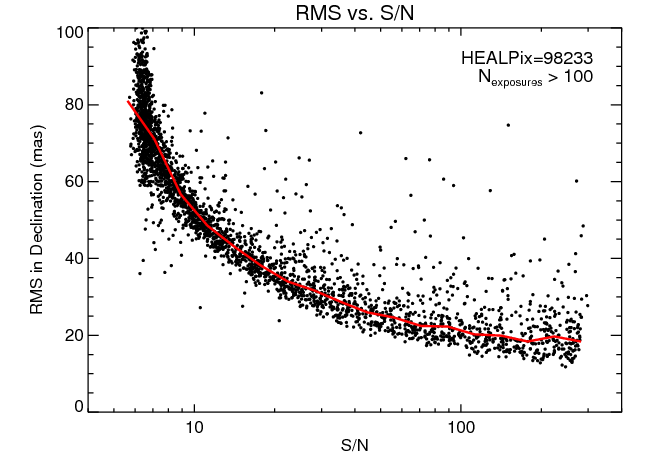 RMS vs. S/N
HEALPix=98233
N_exposures > 100
RMS in Declination (mas)
100
80
60
40
20
0
10
100
S/N